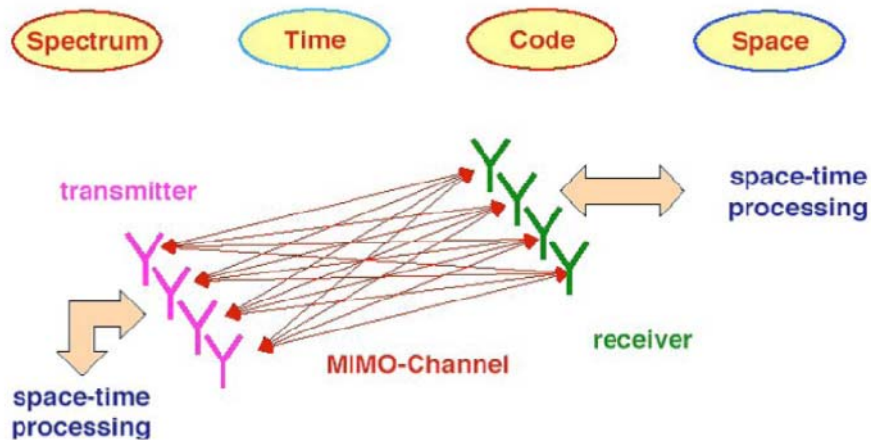 Spectrum
Time
Code
Space
transmitter
space-time
processing
receiver
MIMO-Channel
space-time
processing